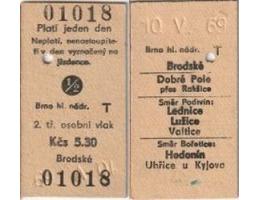 01018
Platí jeden den
Neplatí, nenastoupíte-li v den vyznačený na
jízdence.
1/2
Brno hl. nádr. T
2. tř. osobní vlak
Kčs 5.30
Brodské
01018
Brno hl. nádr. T
Brodské
Dobré Pole
přes Rakšice
Směr Podivín:
Lednice
Lužice
Valtice
Směr Bořetice:
Hodonín
Uhřice u Kyjova